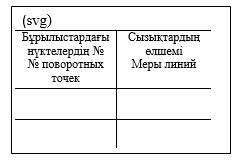 (svg)
Бұрылыстардағы
нүктелердің №
№ поворотных
точек
Сызықтардың
өлшемі
Меры линий